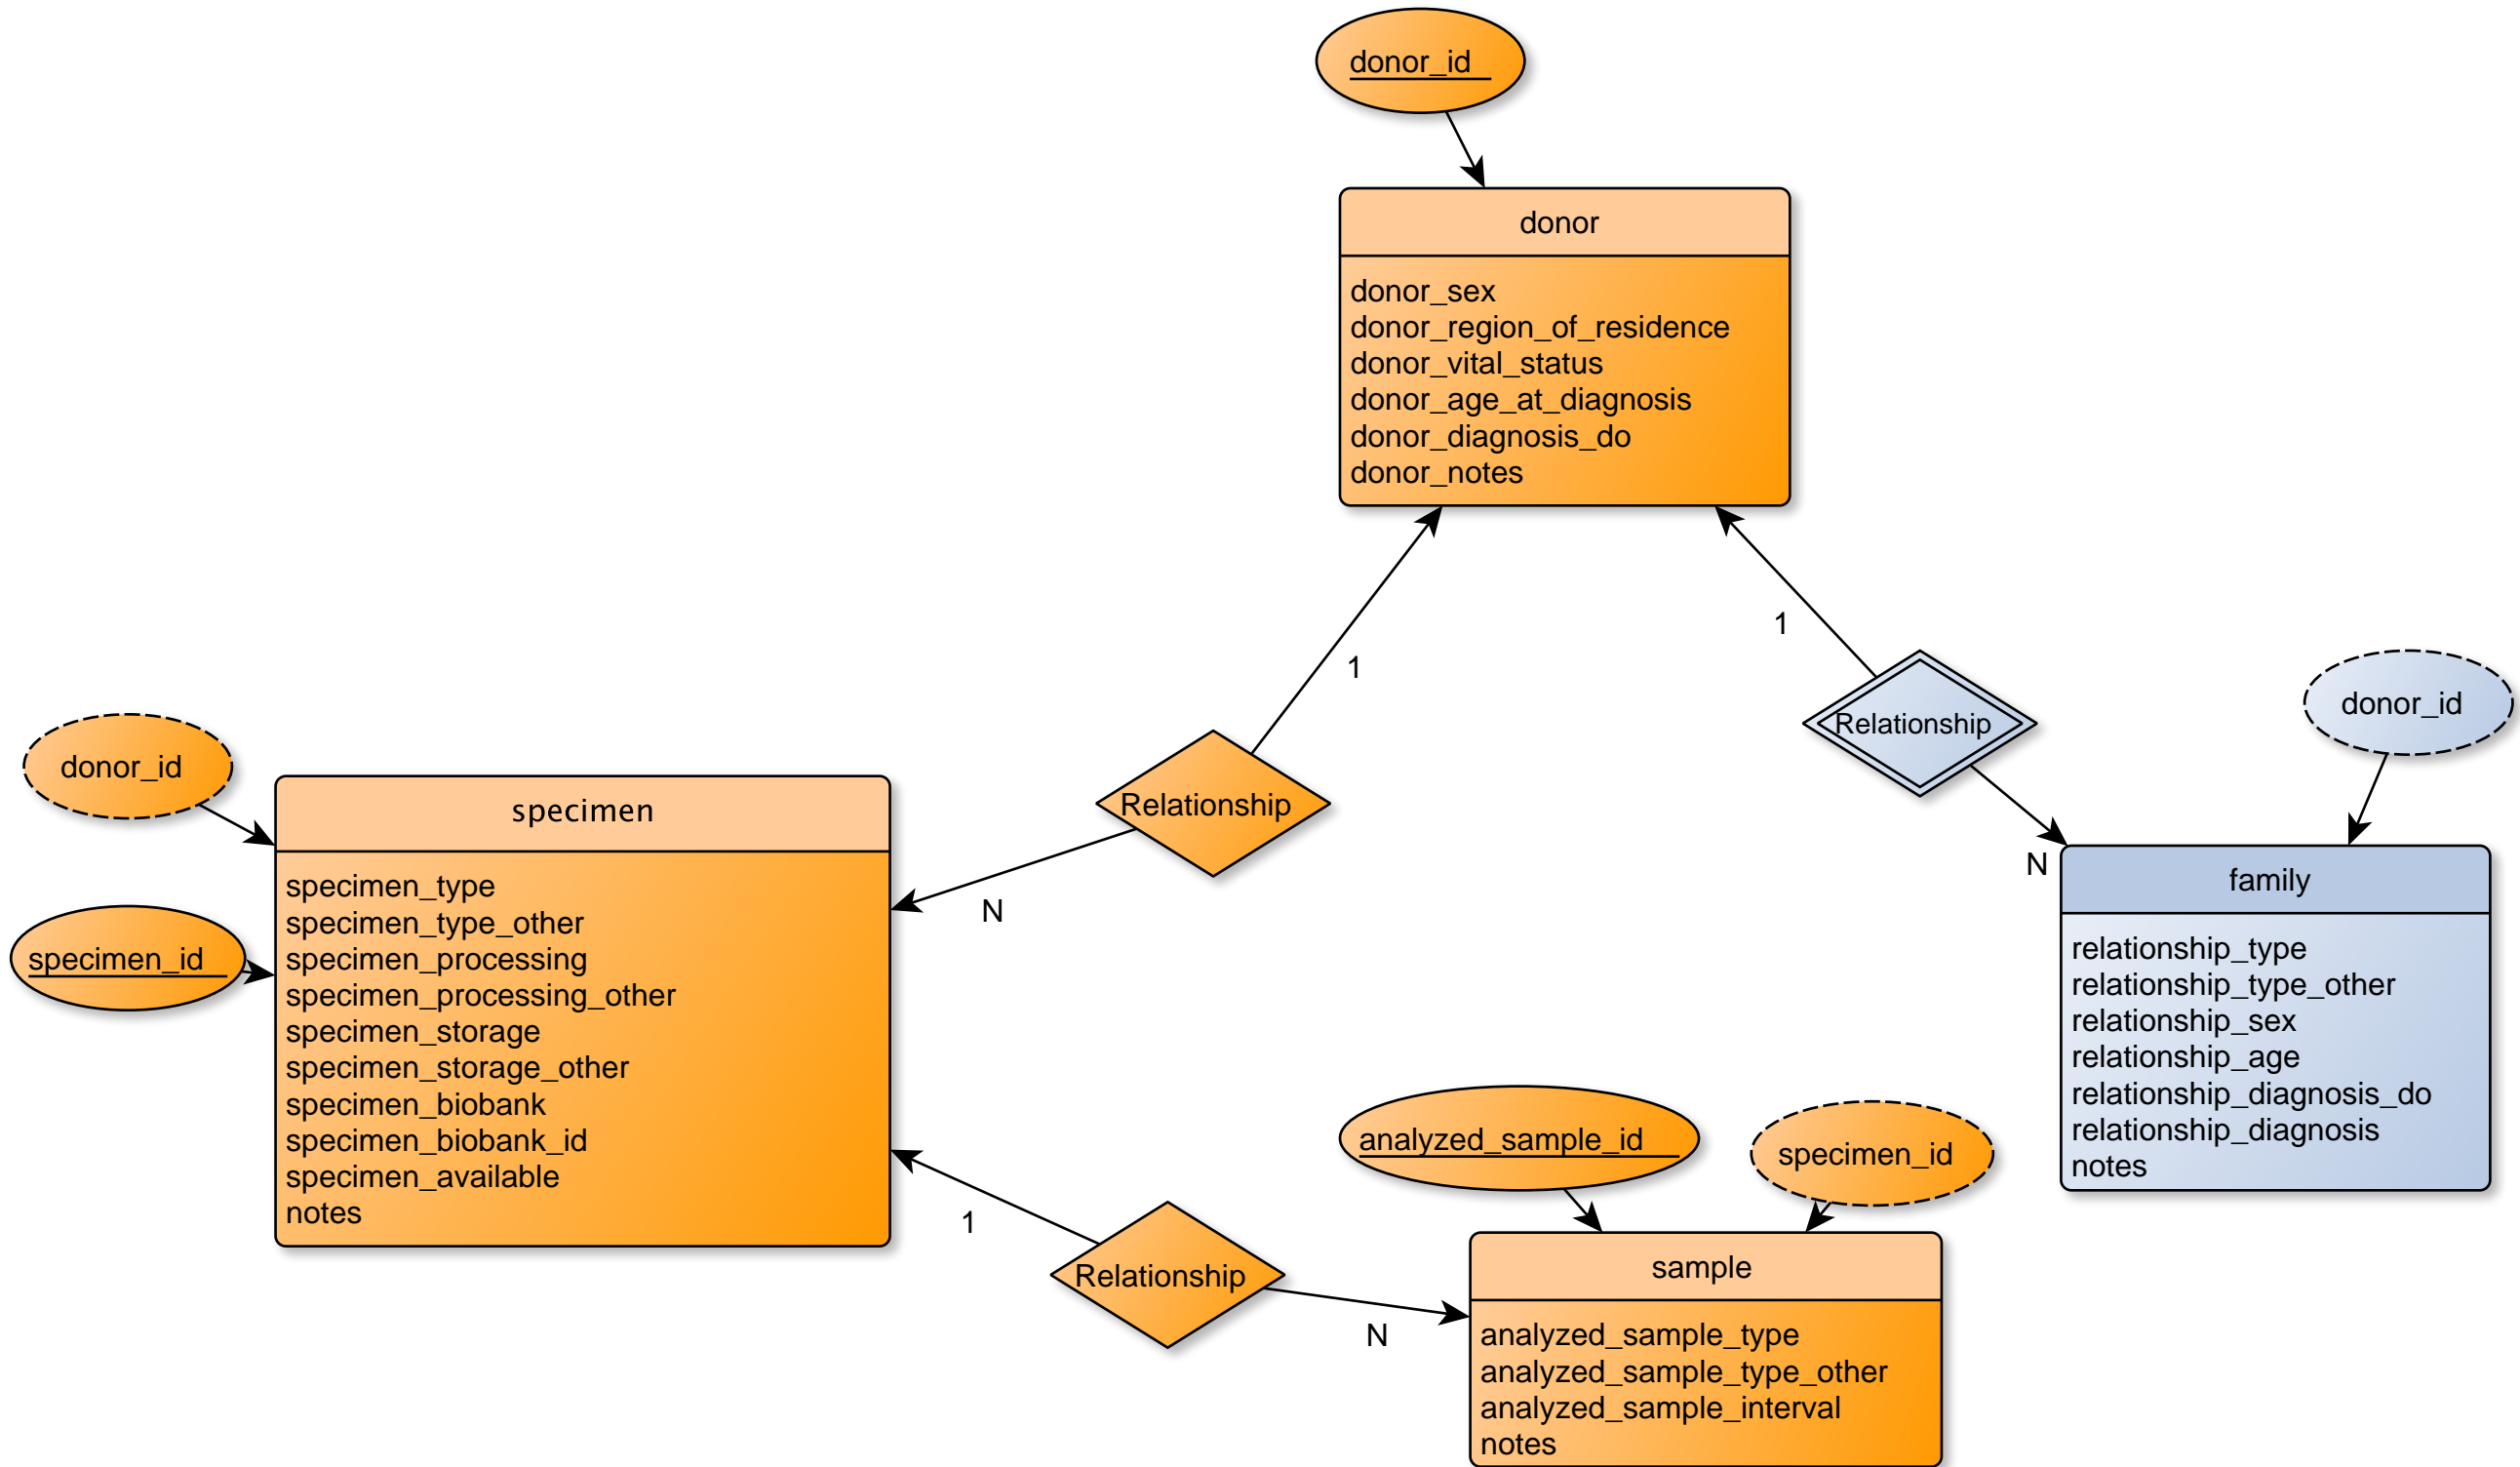 donor_id
donor
donor_sex
donor_region_of_residence
donor_vital_status
donor_age_at_diagnosis
donor_diagnosis_do
donor_notes
1
1
Relationship
donor_id
donor_id
Relationship
N
N
specimen
specimen_id
specimen_type
specimen_type_other
specimen_processing
specimen_processing_other
specimen_storage
specimen_storage_other
specimen_biobank
specimen_biobank_id
specimen_available
notes
family
relationship_type
relationship_type_other
relationship_sex
relationship_age
relationship_diagnosis_do
relationship_diagnosis
notes
1
Relationship
N
analyzed_sample_id
specimen_id
sample
analyzed_sample_type
analyzed_sample_type_other
analyzed_sample_interval
notes